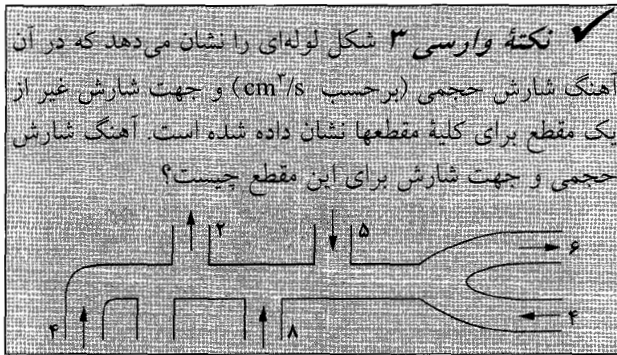 ✔ نکتهٔ وارسی ۳ شکل لوله‌ای را نشان می‌دهد که در آن
آهنگ شارش حجمی (برحسب cm³/s) و جهت شارش غیر از
یک مقطع برای کلیهٔ مقطعها نشان داده شده است. آهنگ شارش
حجمی و جهت شارش برای این مقطع چیست؟
۲
۵
۶
۴
۸
۴